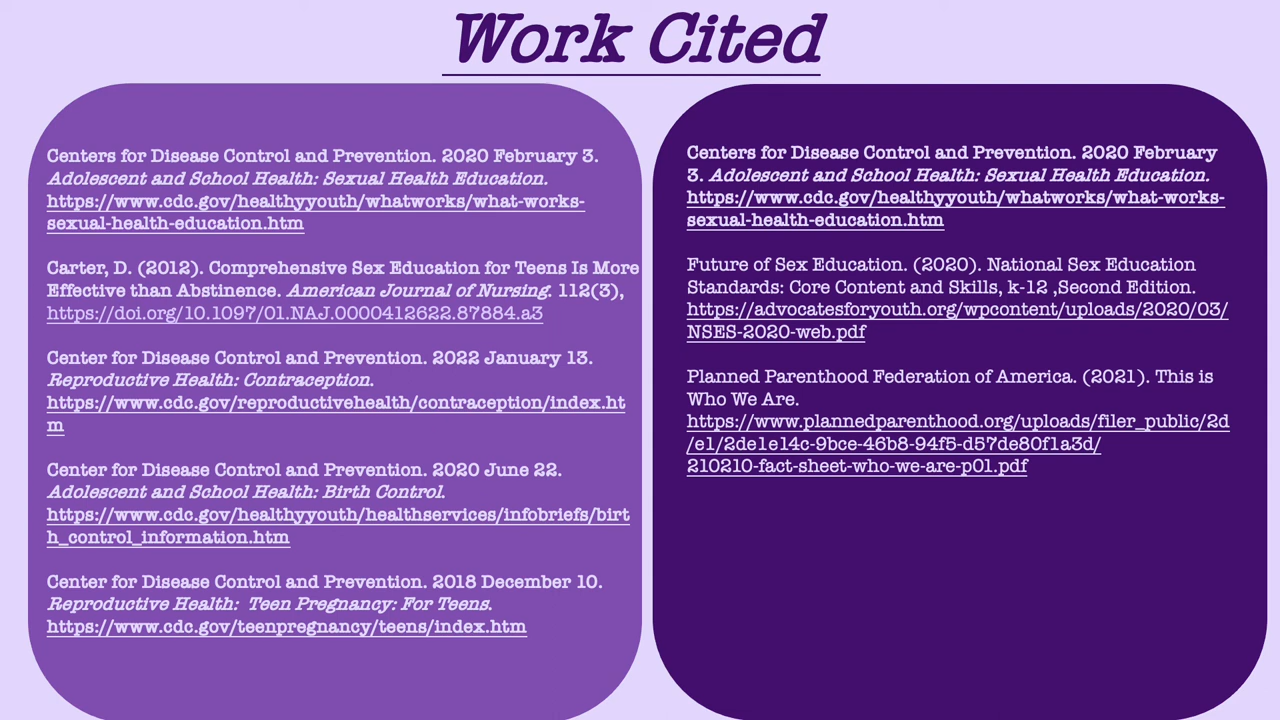 Work Cited
Centers for Disease Control and Prevention. 2020 February 3.
Adolescent and School Health: Sexual Health Education.
https://www.cdc.gov/healthyyouth/whatworks/what-works-
sexual-health-education.htm
Carter, D. (2012). Comprehensive Sex Education for Teens Is More
Effective than Abstinence. American Journal of Nursing. 112(3),
https://doi.org/10.1097/01.NAJ.0000412622.87884.a3
Center for Disease Control and Prevention. 2022 January 13.
Reproductive Health: Contraception.
https://www.cdc.gov/reproductivehealth/contraception/index.ht
m
Center for Disease Control and Prevention. 2020 June 22.
Adolescent and School Health: Birth Control.
https://www.cdc.gov/healthyyouth/healthservices/infobriefs/birt
h_control_information.htm
Center for Disease Control and Prevention. 2018 December 10.
Reproductive Health:  Teen Pregnancy: For Teens.
https://www.cdc.gov/teenpregnancy/teens/index.htm
Centers for Disease Control and Prevention. 2020 February
3. Adolescent and School Health: Sexual Health Education.
https://www.cdc.gov/healthyyouth/whatworks/what-works-
sexual-health-education.htm
Future of Sex Education. (2020). National Sex Education
Standards: Core Content and Skills, k-12 ,Second Edition.
https://advocatesforyouth.org/wpcontent/uploads/2020/03/
NSES-2020-web.pdf
Planned Parenthood Federation of America. (2021). This is
Who We Are.
https://www.plannedparenthood.org/uploads/filer_public/2d
/e1/2de1e14c-9bce-46b8-94f5-d57de80f1a3d/
210210-fact-sheet-who-we-are-p01.pdf